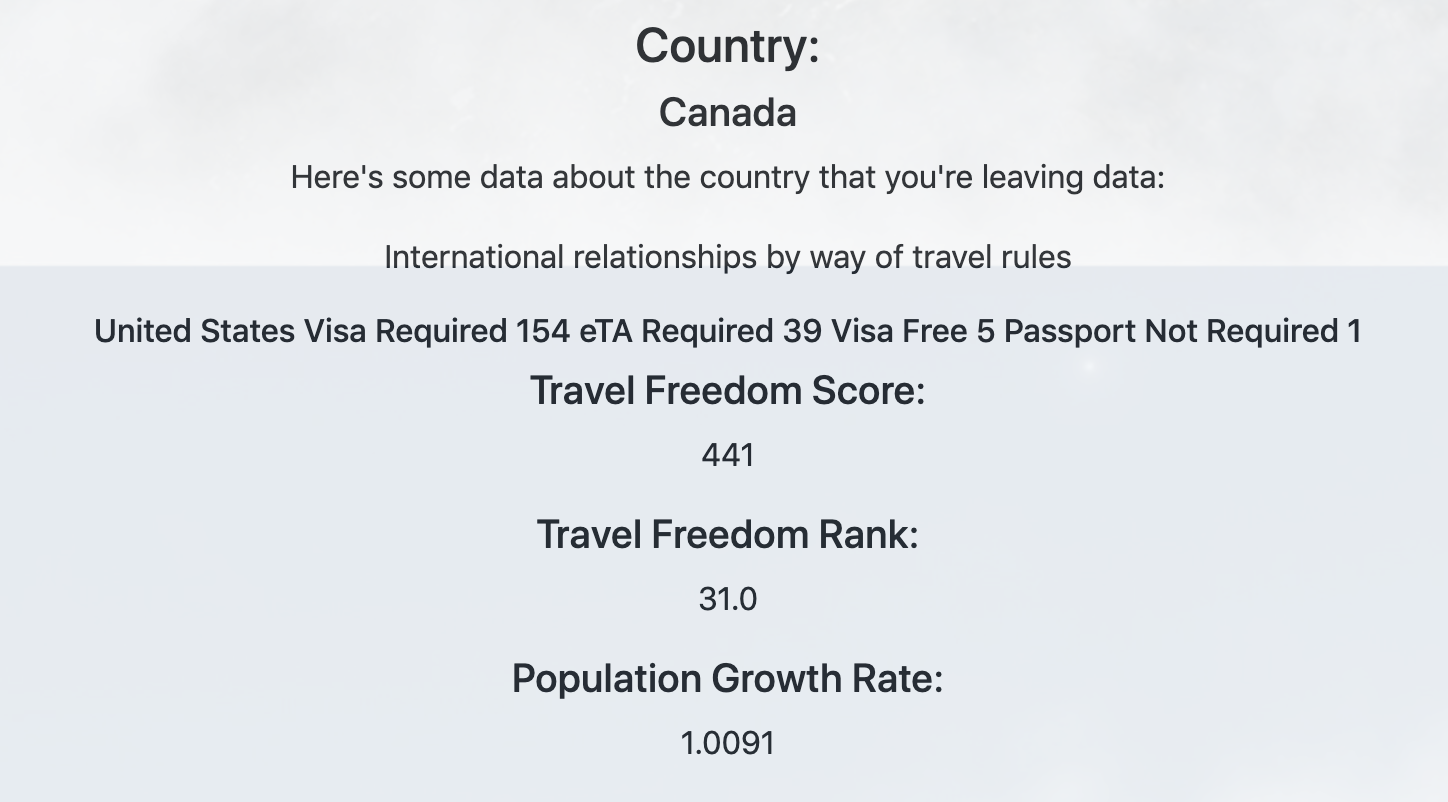 Country:
Canada
Here's some data about the country that you're leaving data:
International relationships by way of travel rules
United States Visa Required 154 eTA Required 39 Visa Free 5 Passport Not Required 1
Travel Freedom Score:
441
Travel Freedom Rank:
31.0
Population Growth Rate:
1.0091